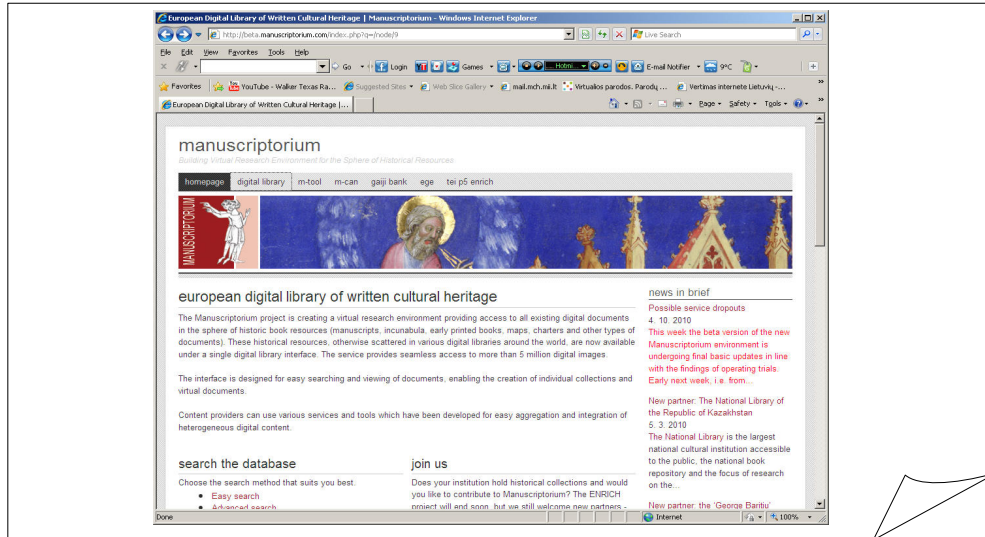 European Digital Library of Written Cultural Heritage | Manuscriptorium - Windows Internet Explorer
http://beta.manuscriptorium.com/index.php?q=/node/9
Live Search
File Edit View Favorites Tools Help
Go Login Games Hotmi... E-mail Notifier 9°C
Favorites YouTube - Walker Texas Ra... Suggested Sites Web Slice Gallery mail.mch.mii.lt Virtualios parodos. Parodų ... Vertimas internete Lietuvių -...
European Digital Library of Written Cultural Heritage |...
Page Safety Tools
manuscriptorium
Building Virtual Research Environment for the Sphere of Historical Resources
homepage digital library m-tool m-can gaiji bank ege tei p5 enrich
MANUSCRIPTORIUM
european digital library of written cultural heritage
The Manuscriptorium project is creating a virtual research environment providing access to all existing digital documents
in the sphere of historic book resources (manuscripts, incunabula, early printed books, maps, charters and other types of
documents). These historical resources, otherwise scattered in various digital libraries around the world, are now available
under a single digital library interface. The service provides seamless access to more than 5 million digital images.
The interface is designed for easy searching and viewing of documents, enabling the creation of individual collections and
virtual documents.
Content providers can use various services and tools which have been developed for easy aggregation and integration of
heterogeneous digital content.
search the database
Choose the search method that suits you best.
Easy search
Advanced search
join us
Does your institution hold historical collections and would
you like to contribute to Manuscriptorium? The ENRICH
project will end soon, but we still welcome new partners -
news in brief
Possible service dropouts
4. 10. 2010
This week the beta version of the new
Manuscriptorium environment is
undergoing final basic updates in line
with the findings of operating trials.
Early next week, i.e. from...
New partner: The National Library of
the Republic of Kazakhstan
5. 3. 2010
The National Library is the largest
national cultural institution accessible
to the public, the national book
repository and the focus of research
on the...
New partner: the 'George Baritiu'
Done
Internet
100%